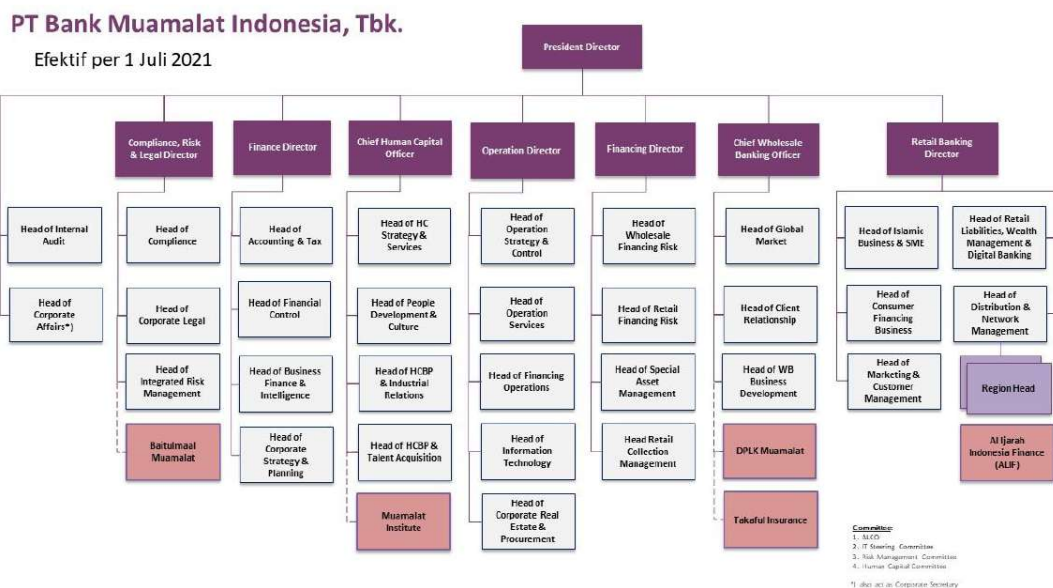 PT Bank Muamalat Indonesia, Tbk.
Efektif per 1 Juli 2021
President Director
Compliance, Risk
& Legal Director
Finance Director
Chief Human Capital
Officer
Operation Director
Financing Director
Chief Wholesale
Banking Officer
Retail Banking
Director
Head of Internal
Audit
Head of
Compliance
Head of
Accounting & Tax
Head of HC
Strategy &
Services
Head of
Operation
Strategy &
Control
Head of
Wholesale
Financing Risk
Head of Global
Market
Head of Islamic
Business & SME
Head of Retail
Liabilities, Wealth
Management &
Digital Banking
Head of
Corporate
Affairs*)
Head of
Corporate Legal
Head of Financial
Control
Head of People
Development &
Culture
Head of
Operation
Services
Head of Retail
Financing Risk
Head of Client
Relationship
Head of
Consumer
Financing
Business
Head of
Distribution &
Network
Management
Head of
Integrated Risk
Management
Head of Business
Finance &
Intelligence
Head of HCBP
& Industrial
Relations
Head of Financing
Operations
Head of Special
Asset
Management
Head of WB
Business
Development
Head of
Marketing &
Customer
Management
Region Head
Baitulmaal
Muamalat
Head of
Corporate
Strategy &
Planning
Head of HCBP &
Talent Acquisition
Head of
Information
Technology
Head Retail
Collection
Management
DPLK Muamalat
Al Ijarah
Indonesia Finance
(ALIF)
Muamalat
Institute
Head of
Corporate Real
Estate &
Procurement
Takaful Insurance
Committee:
1. ALCO
2. IT Steering Committee
3. Risk Management Committee
4. Human Capital Committee
*) also act as Corporate Secretary